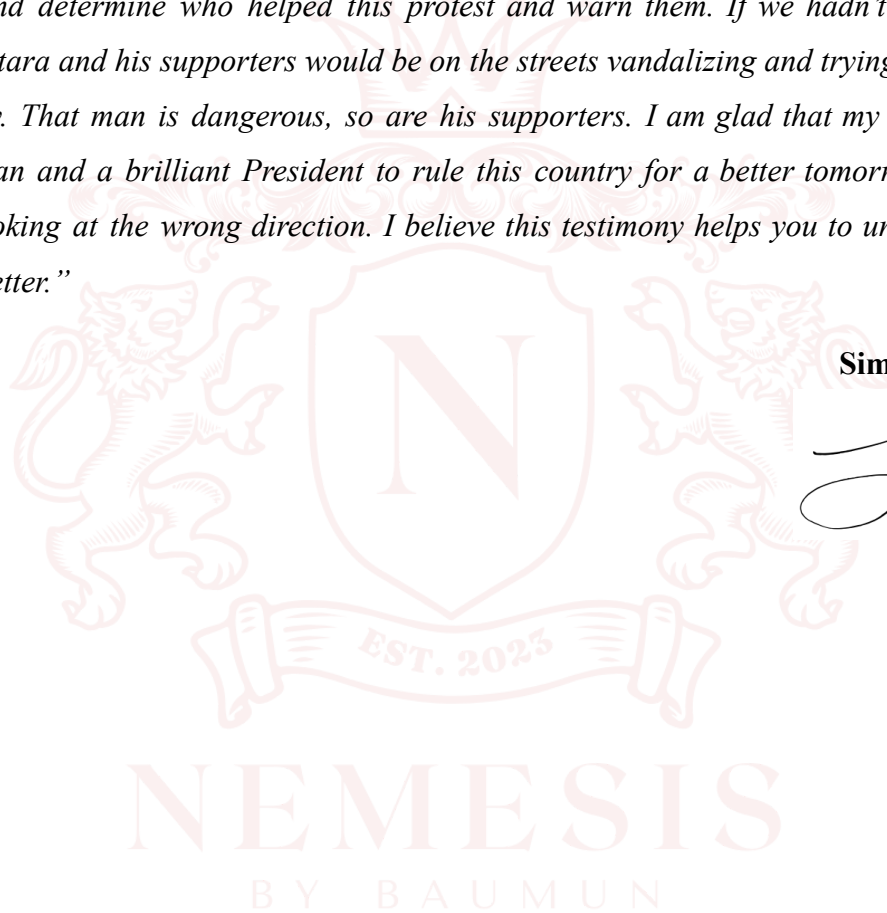 nd determine who helped this protest and warn them. If we hadn't
tara and his supporters would be on the streets vandalizing and trying
. That man is dangerous, so are his supporters. I am glad that my
an and a brilliant President to rule this country for a better tomorr
oking at the wrong direction. I believe this testimony helps you to un
etter.”
Sim
N
EST. 2023
NEMESIS
BY BAUMUN